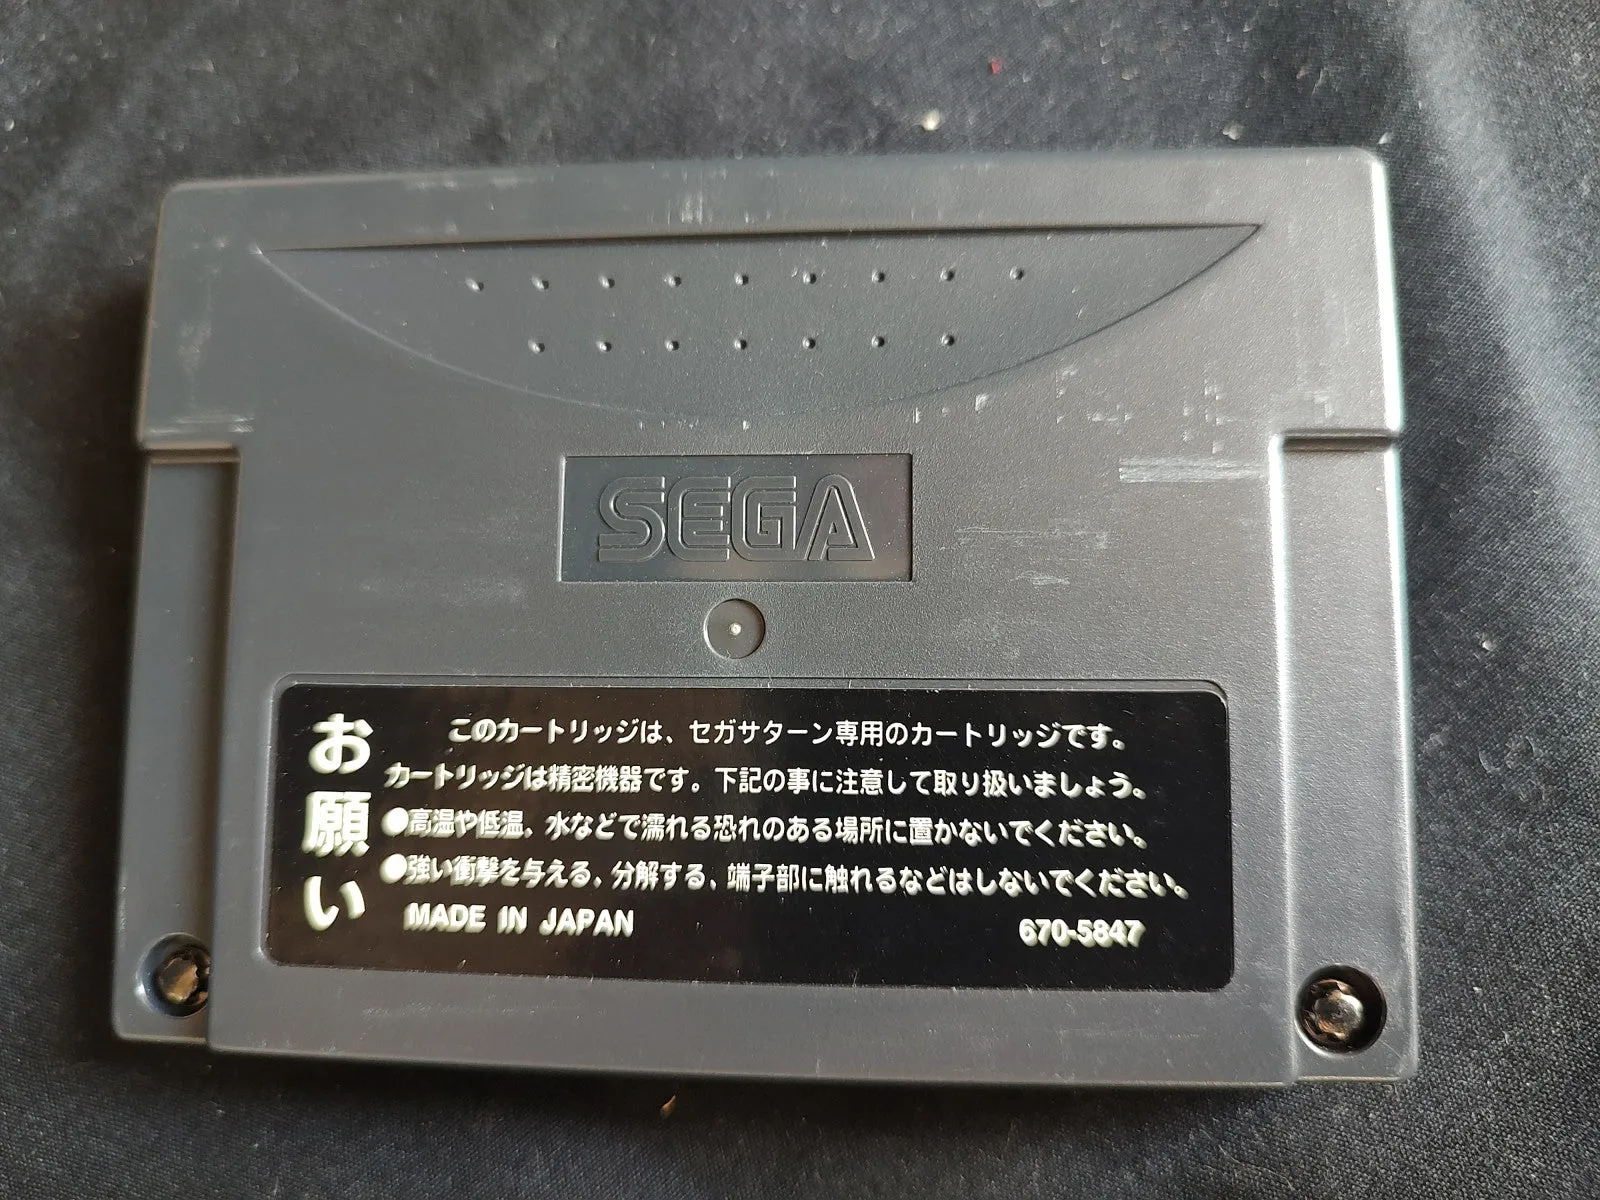 SEGA
お願い
このカートリッジは、セガサターン専用のカートリッジです。
カートリッジは精密機器です。下記の事に注意して取り扱いましょう。
●高温や低温、水などで濡れる恐れのある場所に置かないでください。
●強い衝撃を与える、分解する、端子部に触れるなどはしないでください。
MADE IN JAPAN 670-5847